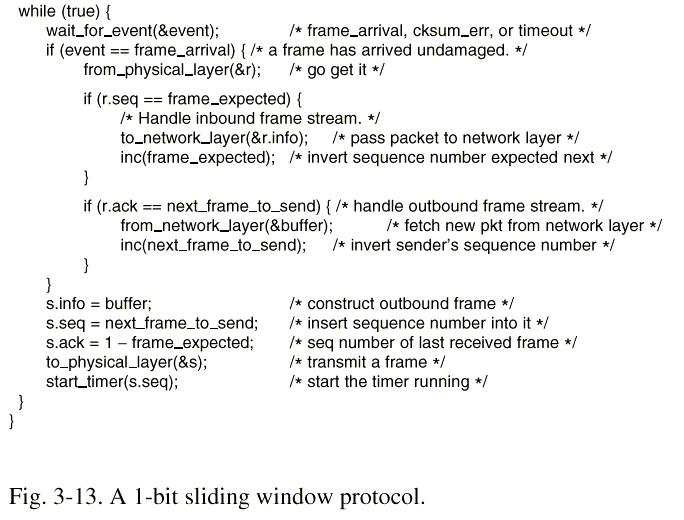 while (true) {
wait_for_event(&event); /* frame_arrival, cksum_err, or timeout */
if (event == frame_arrival) { /* a frame has arrived undamaged. */
from_physical_layer(&r); /* go get it */
if (r.seq == frame_expected) {
/* Handle inbound frame stream. */
to_network_layer(&r.info); /* pass packet to network layer */
inc(frame_expected); /* invert sequence number expected next */
}
if (r.ack == next_frame_to_send) { /* handle outbound frame stream. */
from_network_layer(&buffer); /* fetch new pkt from network layer */
inc(next_frame_to_send); /* invert sender's sequence number */
}
}
s.info = buffer; /* construct outbound frame */
s.seq = next_frame_to_send; /* insert sequence number into it */
s.ack = 1 – frame_expected; /* seq number of last received frame */
to_physical_layer(&s); /* transmit a frame */
start_timer(s.seq); /* start the timer running */
}
}
Fig. 3-13. A 1-bit sliding window protocol.